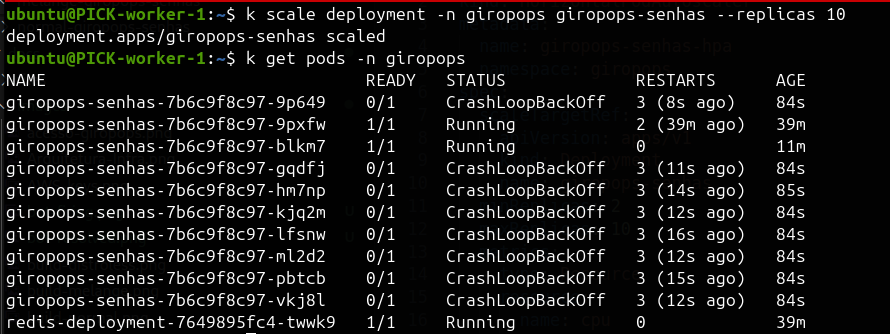 ubuntu@PICK-worker-1:~$ k scale deployment -n giropops giropops-senhas --replicas 10
deployment.apps/giropops-senhas scaled
ubuntu@PICK-worker-1:~$ k get pods -n giropops
NAME READY STATUS RESTARTS AGE
giropops-senhas-7b6c9f8c97-9p649 0/1 CrashLoopBackOff 3 (8s ago) 84s
giropops-senhas-7b6c9f8c97-9pxfw 1/1 Running 2 (39m ago) 39m
giropops-senhas-7b6c9f8c97-blkm7 1/1 Running 0 11m
giropops-senhas-7b6c9f8c97-gqdfj 0/1 CrashLoopBackOff 3 (11s ago) 84s
giropops-senhas-7b6c9f8c97-hm7np 0/1 CrashLoopBackOff 3 (14s ago) 85s
giropops-senhas-7b6c9f8c97-kjq2m 0/1 CrashLoopBackOff 3 (12s ago) 84s
giropops-senhas-7b6c9f8c97-lfsnw 0/1 CrashLoopBackOff 3 (16s ago) 84s
giropops-senhas-7b6c9f8c97-ml2d2 0/1 CrashLoopBackOff 3 (12s ago) 84s
giropops-senhas-7b6c9f8c97-pbtcb 0/1 CrashLoopBackOff 3 (15s ago) 84s
giropops-senhas-7b6c9f8c97-vkj8l 0/1 CrashLoopBackOff 3 (12s ago) 84s
redis-deployment-7649895fc4-twwk9 1/1 Running 0 39m